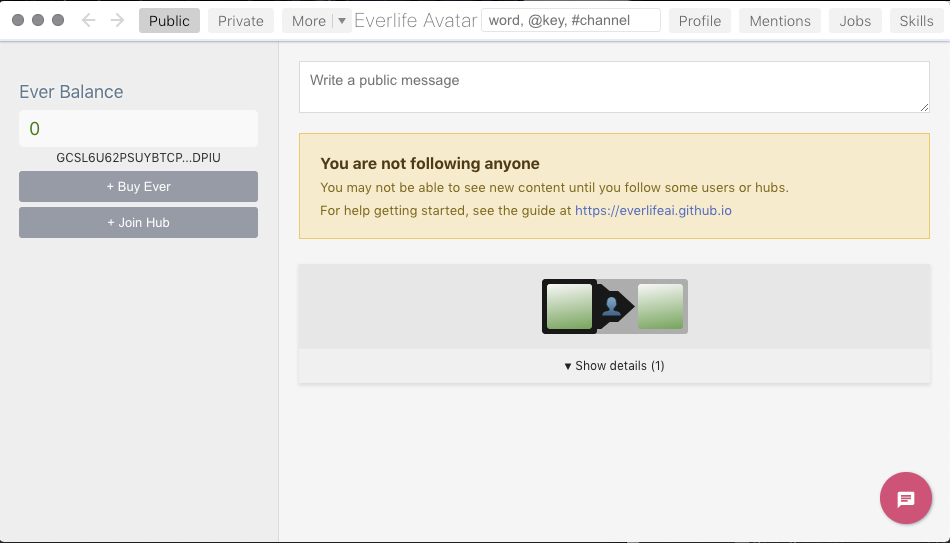 Public
Private
More
Everlife Avatar
word, @key, #channel
Profile
Mentions
Jobs
Skills
Ever Balance
0
GCSL6U62PSUYBTCP...DPIU
+ Buy Ever
+ Join Hub
Write a public message
You are not following anyone
You may not be able to see new content until you follow some users or hubs.
For help getting started, see the guide at https://everlifeai.github.io
▾ Show details (1)